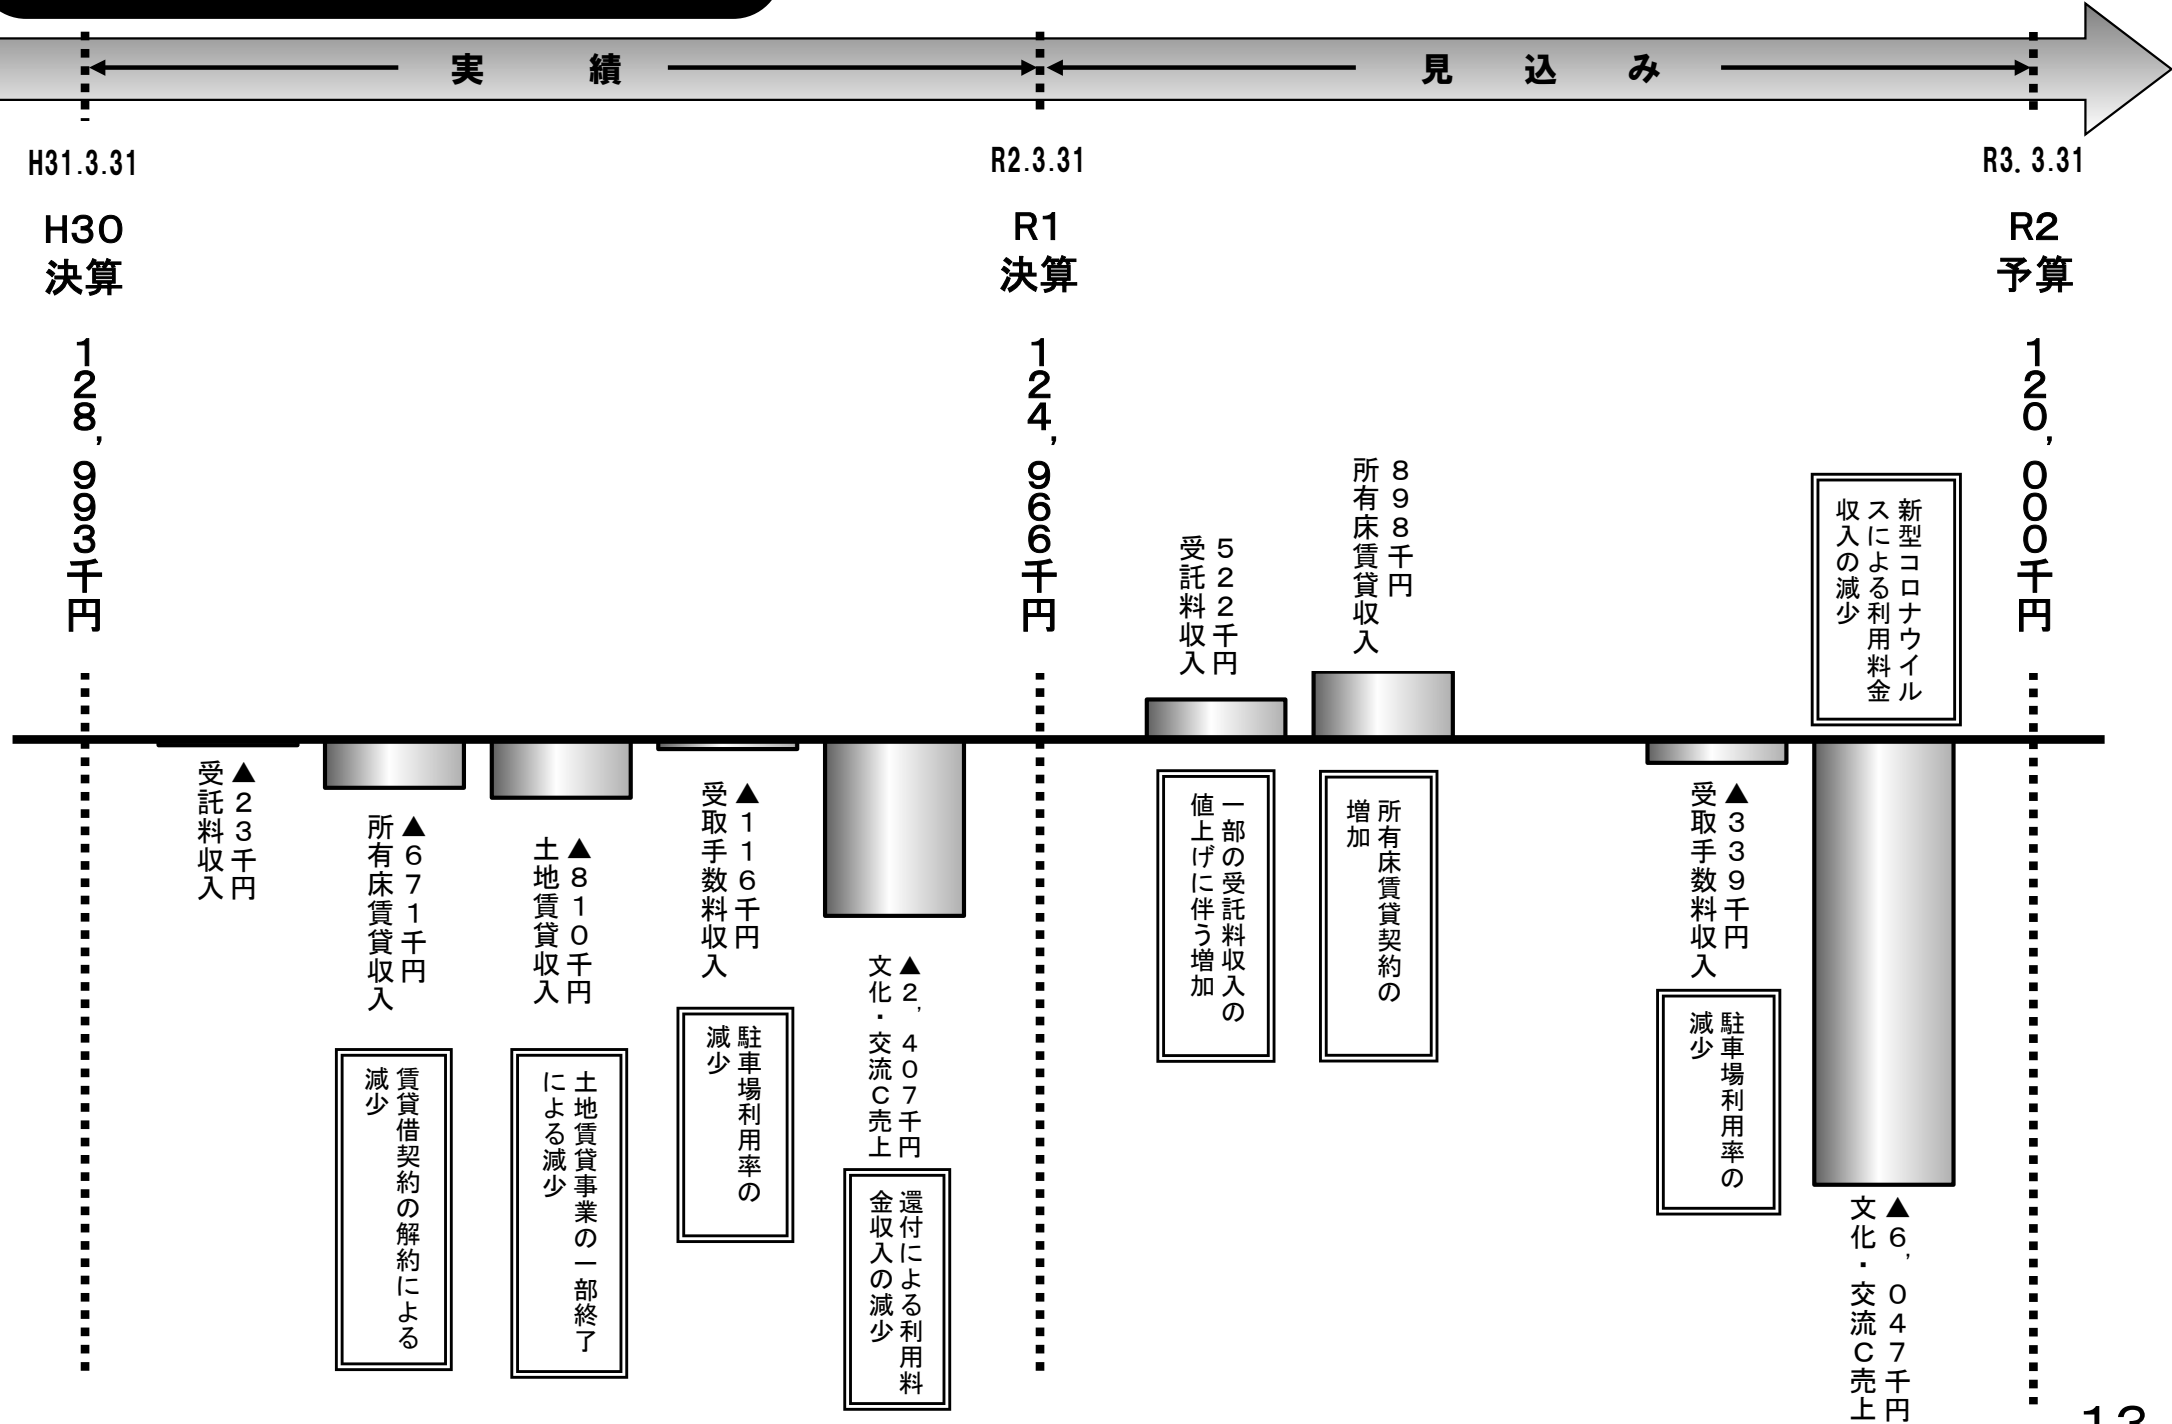 実績
見込み
H31.3.31
R2.3.31
R3. 3.31
H30
決算
128,993千円
R1
決算
124,966千円
R2
予算
120,000千円
▲23千円
受託料収入
▲671千円
所有床賃貸収入
賃貸借契約の解約による
減少
▲810千円
土地賃貸収入
土地賃貸事業の一部終了
による減少
▲116千円
受取手数料収入
駐車場利用率の
減少
▲2,407千円
文化・交流C売上
還付による利用料
金収入の減少
522千円
受託料収入
一部の受託料収入の
値上げに伴う増加
898千円
所有床賃貸収入
所有床賃貸契約の
増加
▲339千円
受取手数料収入
駐車場利用率の
減少
新型コロナウイル
スによる利用料金
収入の減少
▲6,047千円
文化・交流C売上
13